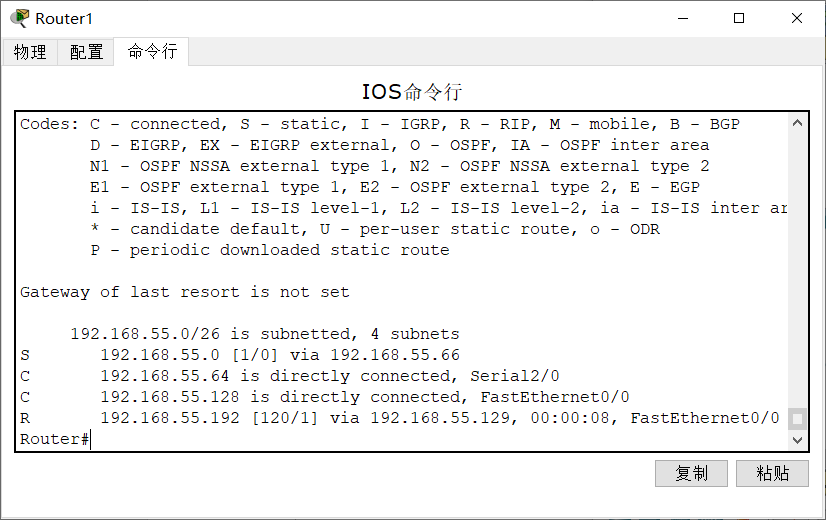 Router1
物理 配置 命令行
IOS命令行
Codes: C - connected, S - static, I - IGRP, R - RIP, M - mobile, B - BGP
D - EIGRP, EX - EIGRP external, O - OSPF, IA - OSPF inter area
N1 - OSPF NSSA external type 1, N2 - OSPF NSSA external type 2
E1 - OSPF external type 1, E2 - OSPF external type 2, E - EGP
i - IS-IS, L1 - IS-IS level-1, L2 - IS-IS level-2, ia - IS-IS inter ar
* - candidate default, U - per-user static route, o - ODR
P - periodic downloaded static route
Gateway of last resort is not set
192.168.55.0/26 is subnetted, 4 subnets
S 192.168.55.0 [1/0] via 192.168.55.66
C 192.168.55.64 is directly connected, Serial2/0
C 192.168.55.128 is directly connected, FastEthernet0/0
R 192.168.55.192 [120/1] via 192.168.55.129, 00:00:08, FastEthernet0/0
Router#
复制 粘贴